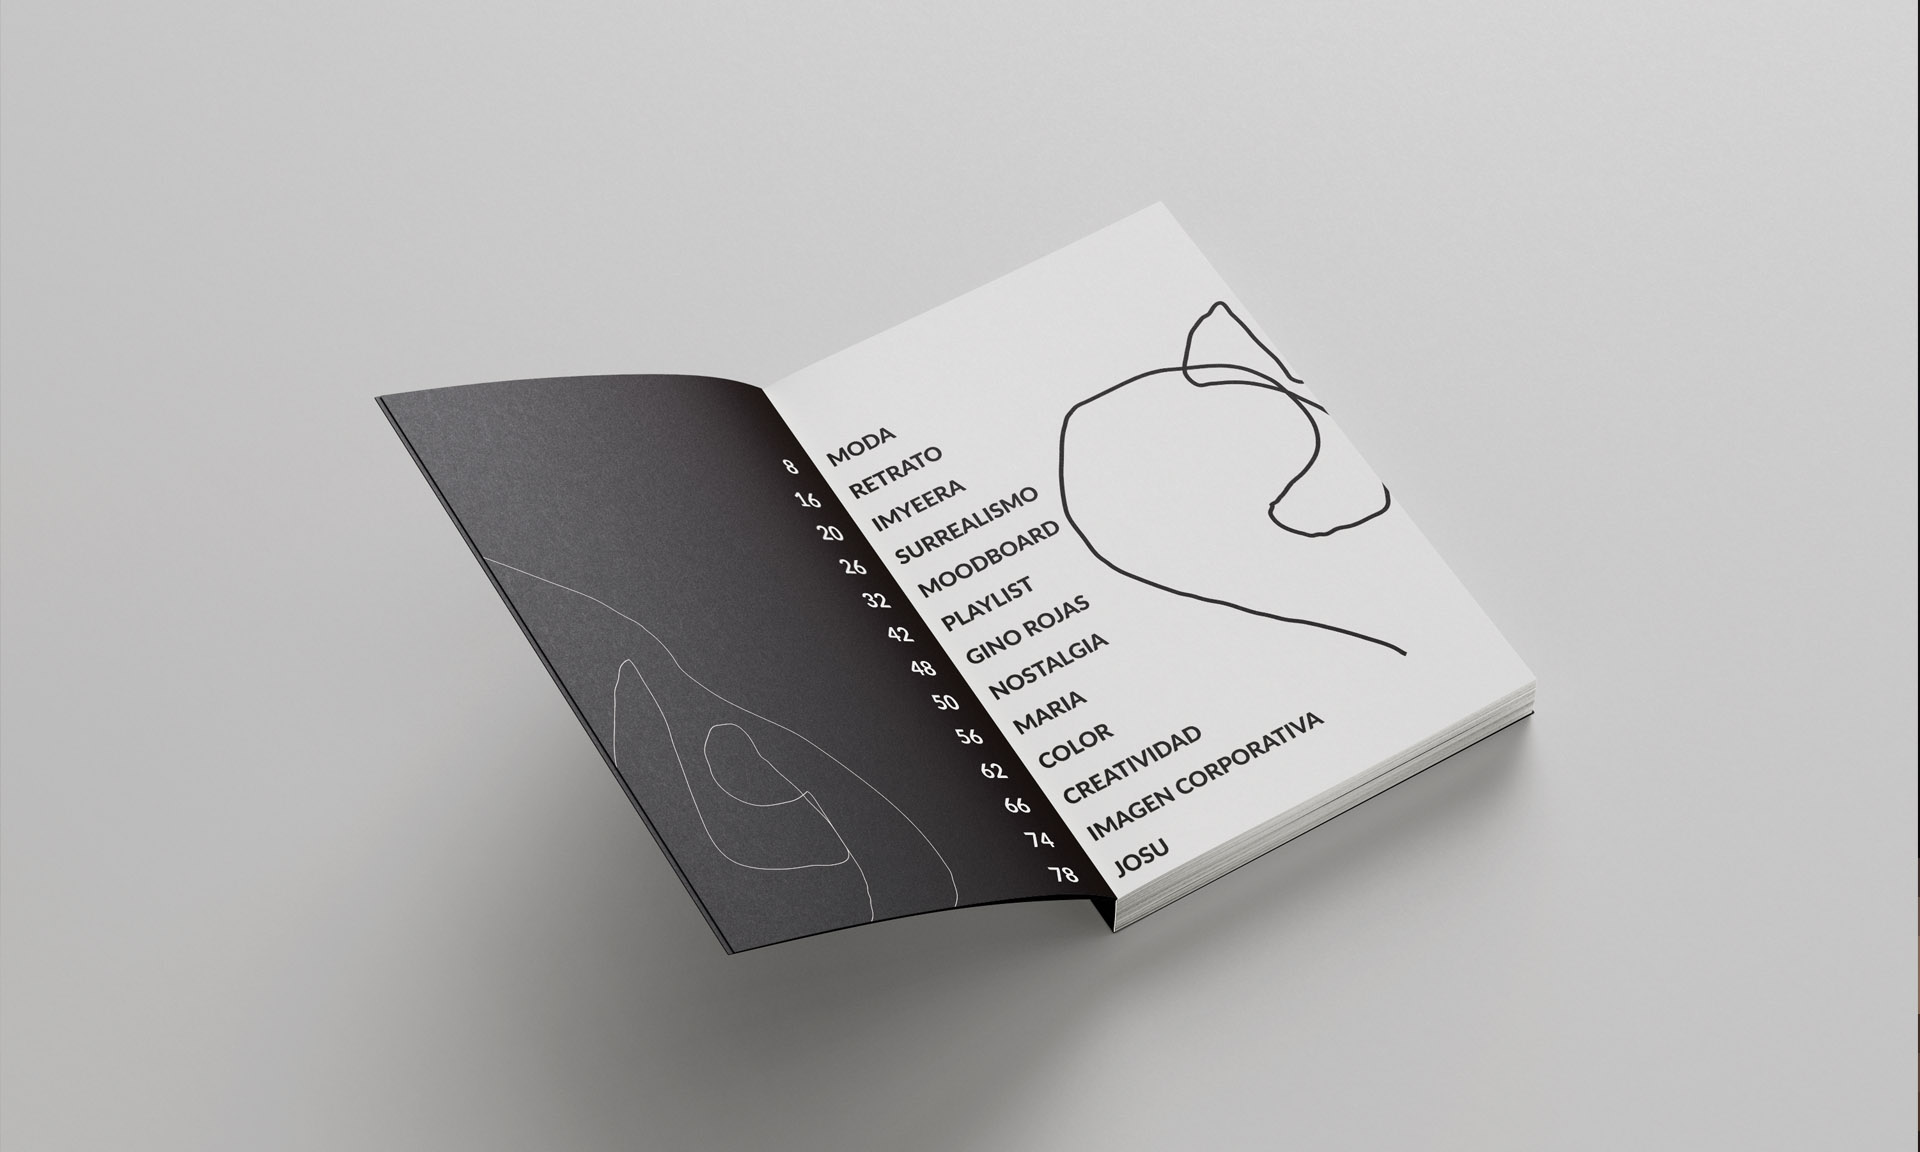 8 MODA
16 RETRATO
20 IMYEERA
26 SURREALISMO
32 MOODBOARD
42 PLAYLIST
48 GINO ROJAS
50 NOSTALGIA
56 MARIA
62 COLOR
66 CREATIVIDAD
74 IMAGEN CORPORATIVA
78 JOSU